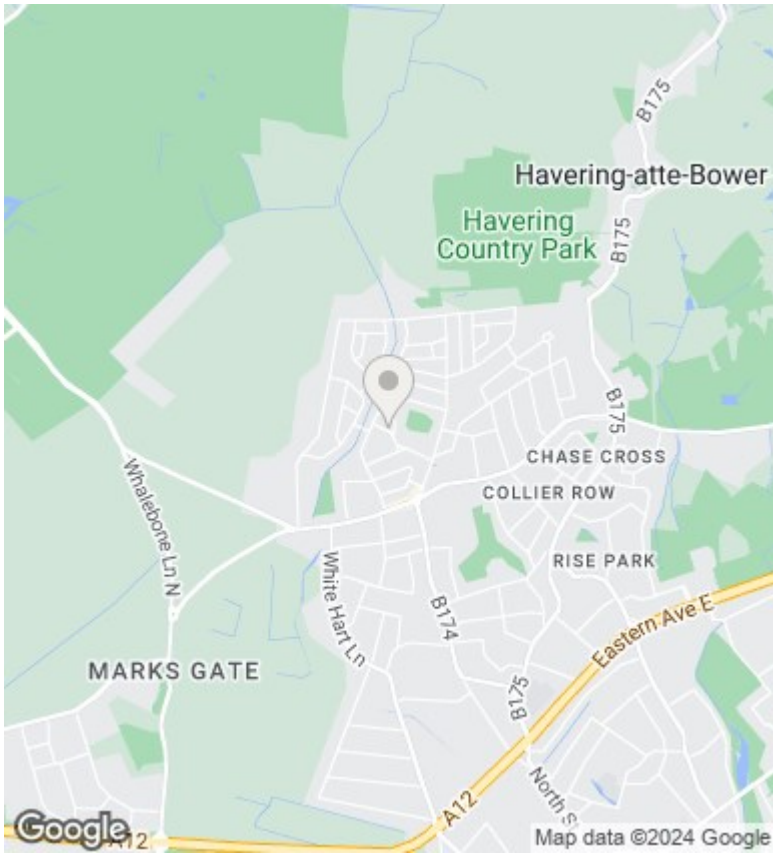 B175
Havering-atte-Bower
Havering
Country Park
B175
B175
CHASE CROSS
COLLIER ROW
Whalebone Ln N
White Hart Ln
RISE PARK
B174
Eastern Ave E
MARKS GATE
B175
A12
North S
Google
A12
Map data ©2024 Google